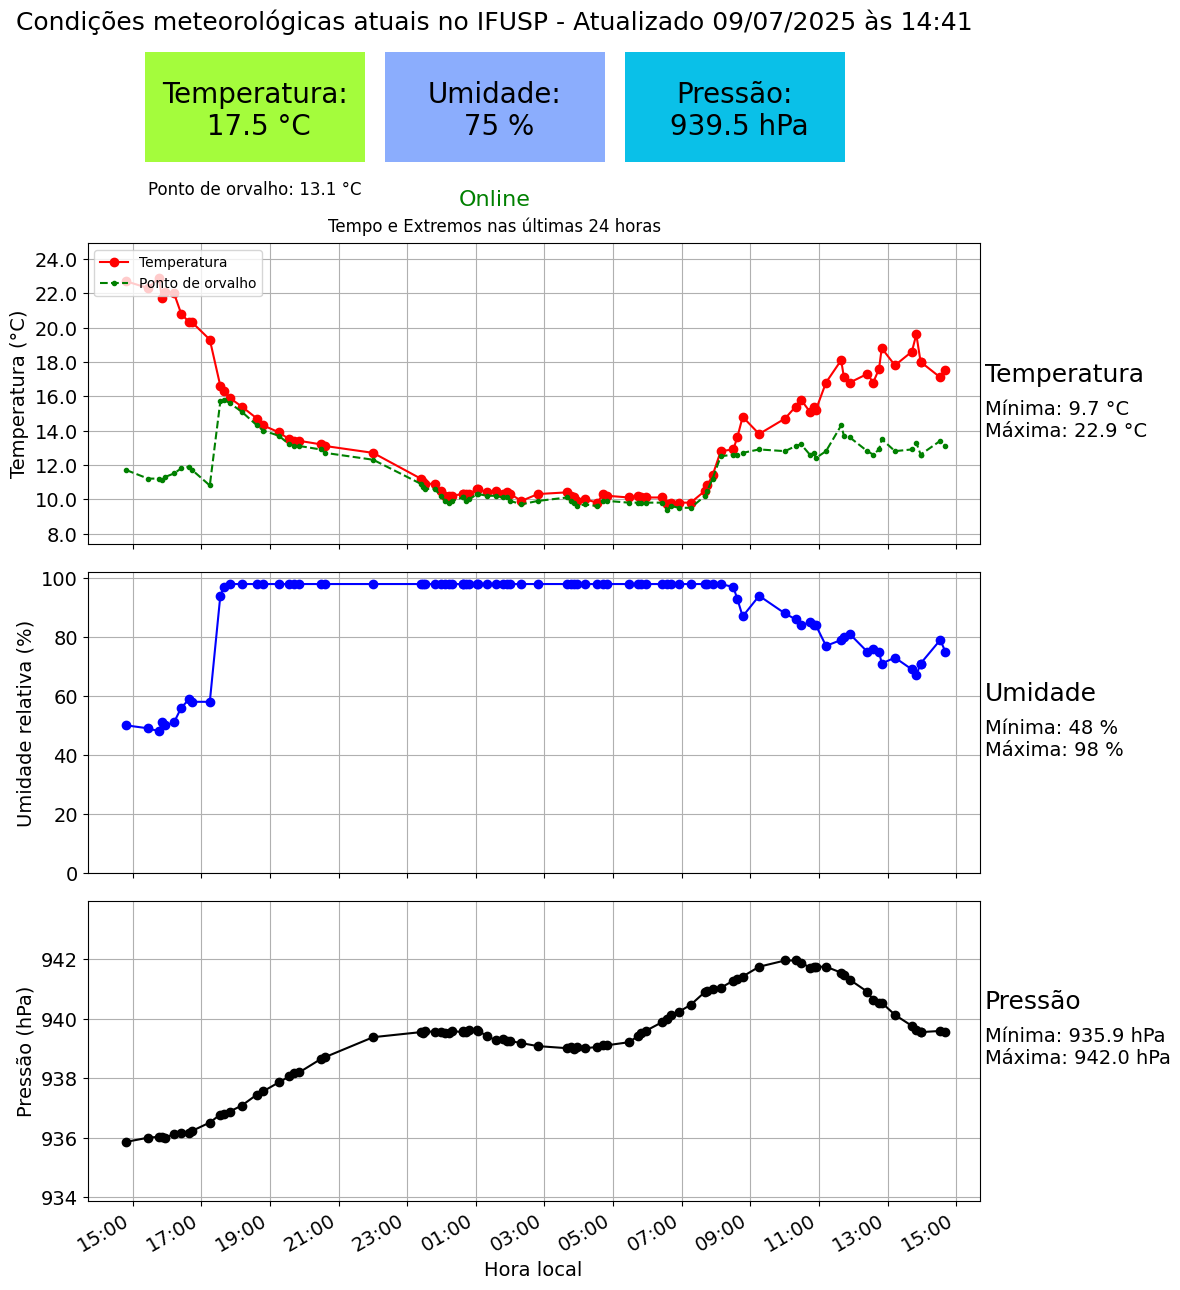 Condições meteorológicas atuais no IFUSP - Atualizado 09/07/2025 às 14:41
Temperatura:
17.5 °C
Umidade:
75 %
Pressão:
939.5 hPa
Ponto de orvalho: 13.1 °C
Online
Tempo e Extremos nas últimas 24 horas
Temperatura (°C)
24.0
22.0
20.0
18.0
16.0
14.0
12.0
10.0
8.0
Temperatura
Ponto de orvalho
Temperatura
Mínima: 9.7 °C
Máxima: 22.9 °C
Umidade relativa (%)
100
80
60
40
20
0
Umidade
Mínima: 48 %
Máxima: 98 %
Pressão (hPa)
942
940
938
936
934
Pressão
Mínima: 935.9 hPa
Máxima: 942.0 hPa
15:00
17:00
19:00
21:00
23:00
01:00
03:00
05:00
07:00
09:00
11:00
13:00
15:00
Hora local